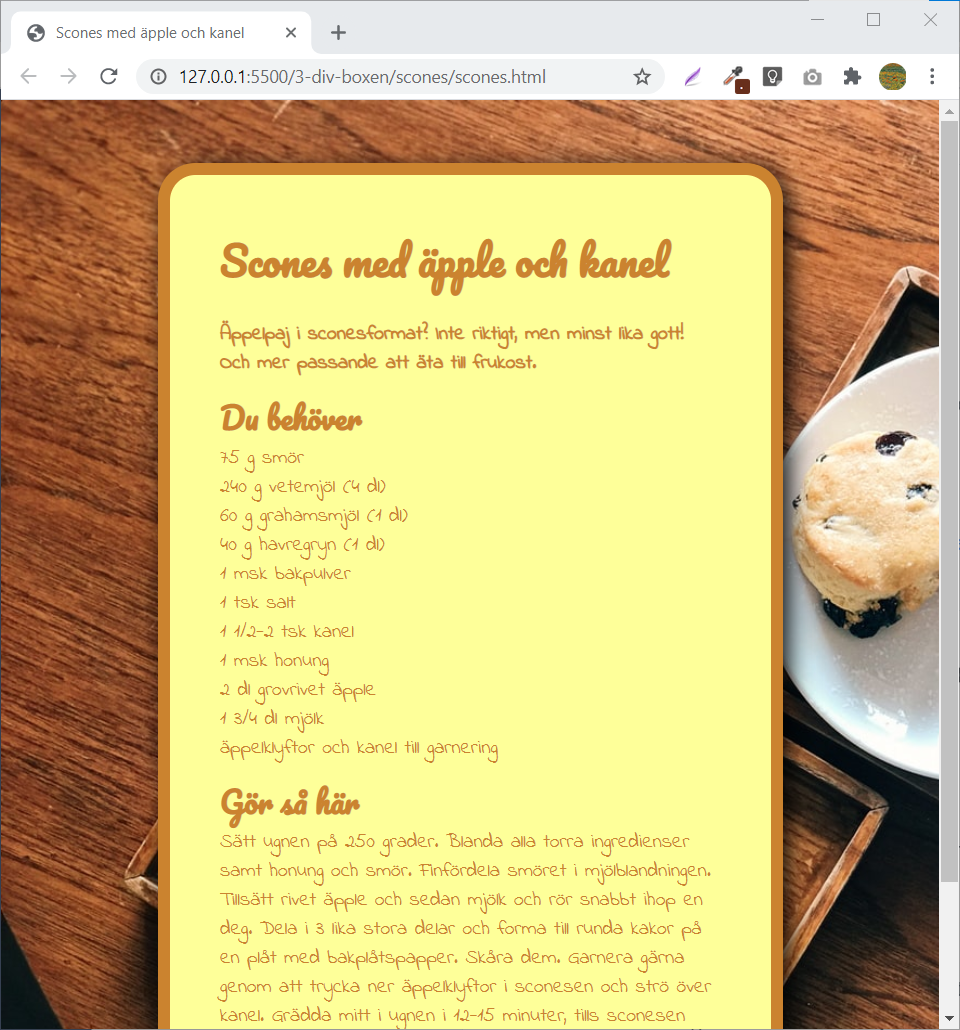 Scones med äpple och kanel
127.0.0.1:5500/3-div-boxen/scones/scones.html
Scones med äpple och kanel
Äppelpaj i sconesformat? Inte riktigt, men minst lika gott!
Och mer passande att äta till frukost.
Du behöver
75 g smör
240 g vetemjöl (4 dl)
60 g grahamsmjöl (1 dl)
40 g havregryn (1 dl)
1 msk bakpulver
1 tsk salt
1 1/2-2 tsk kanel
1 msk honung
2 dl grovrivet äpple
1 3/4 dl mjölk
äppelklyftor och kanel till garnering
Gör så här
Sätt ugnen på 250 grader. Blanda alla torra ingredienser
samt honung och smör. Finfördela smöret i mjölblandningen.
Tillsätt rivet äpple och sedan mjölk och rör snabbt ihop en
deg. Dela i 3 lika stora delar och forma till runda kakor på
en plåt med bakplåtspapper. Skåra dem. Garnera gärna
genom att trycka ner äppelklyftor i sconesen och strö över
kanel. Grädda mitt i ugnen i 12-15 minuter, tills sconesen